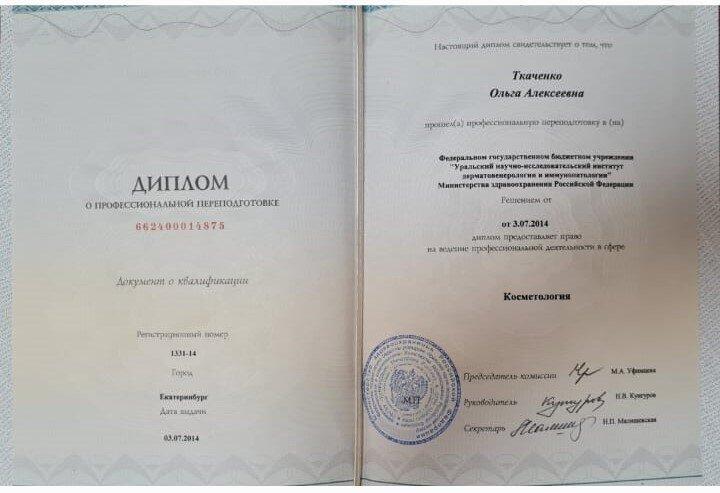 ДИПЛОМ
О ПРОФЕССИОНАЛЬНОЙ ПЕРЕПОДГОТОВКЕ
662400014875
Документ о квалификации
Регистрационный номер
1331-14
Город
Екатеринбург
Дата выдачи
03.07.2014
Настоящий диплом свидетельствует о том, что
Ткаченко
Ольга Алексеевна
прошел(а) профессиональную переподготовку в (на)
Федеральном государственном бюджетном учреждении
"Уральский научно-исследовательский институт
дерматовенерологии и иммунопатологии"
Министерства здравоохранения Российской Федерации
Решением от
от 3.07.2014
диплом предоставляет право
на ведение профессиональной деятельности в сфере
Косметология
МП
Председатель комиссии М.А. Уфимцева
Руководитель Кунгуров Н.В. Кунгуров
Секретарь Н.П. Малишевская